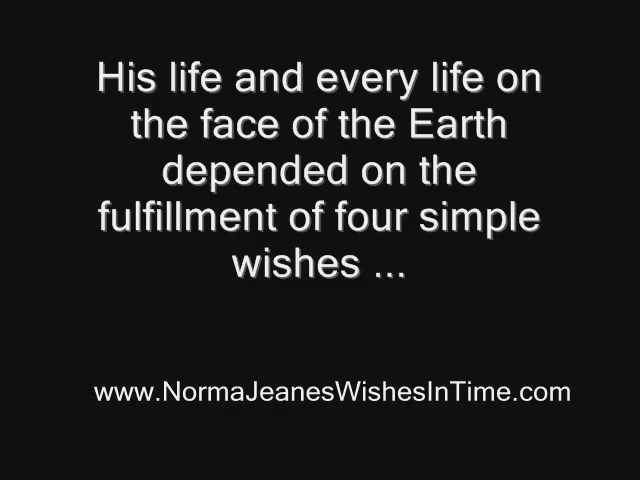 His life and every life on
the face of the Earth
depended on the
fulfillment of four simple
wishes ...
www.NormaJeanesWishesInTime.com